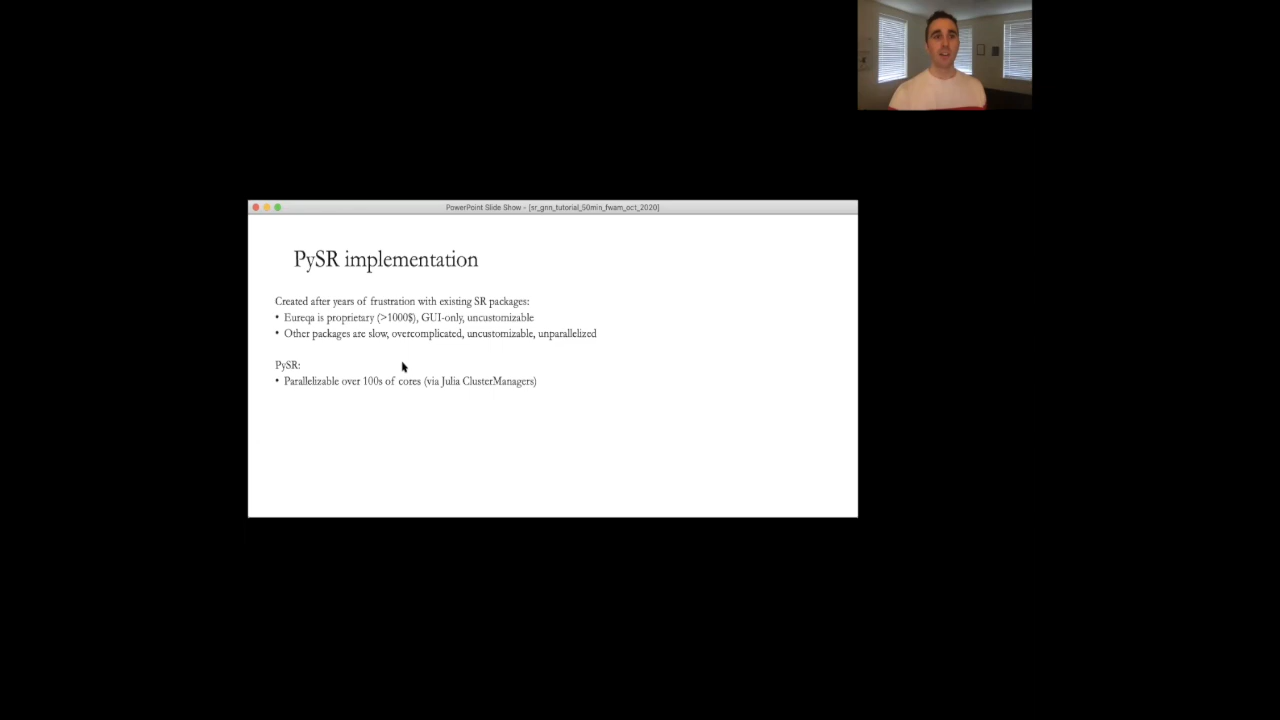 PowerPoint Slide Show - [sr_gnn_tutorial_50min_fwam_oct_2020]
PySR implementation
Created after years of frustration with existing SR packages:
• Eureqa is proprietary (>1000$), GUI-only, uncustomizable
• Other packages are slow, overcomplicated, uncustomizable, unparallelized
PySR:
• Parallelizable over 100s of cores (via Julia ClusterManagers)